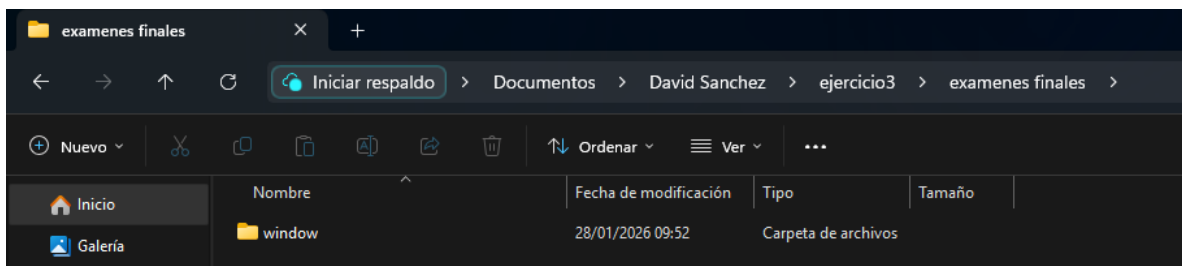 examenes finales
Iniciar respaldo > Documentos > David Sanchez > ejercicio3 > examenes finales >
Nuevo Ordenar Ver ...
Inicio
Galería
Nombre Fecha de modificación Tipo Tamaño
window 28/01/2026 09:52 Carpeta de archivos